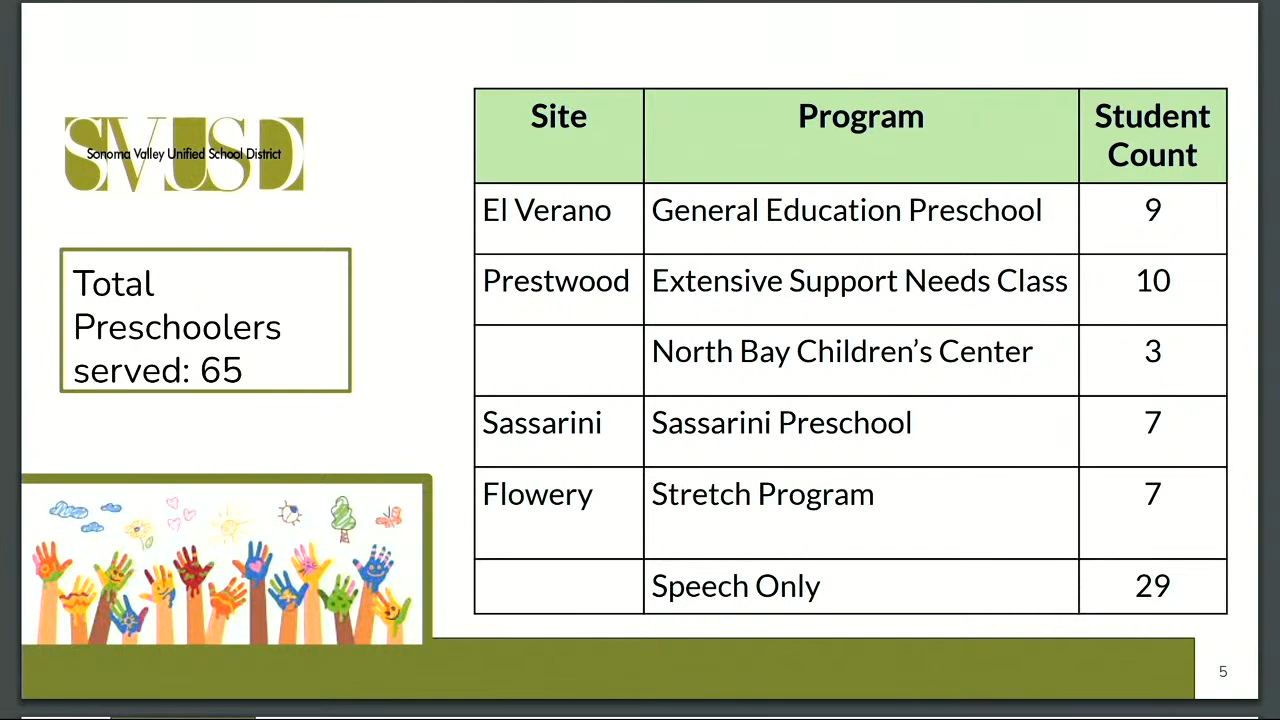 SVUSD
Sonoma Valley Unified School District
Total
Preschoolers
served: 65
Site Program Student Count
El Verano General Education Preschool 9
Prestwood Extensive Support Needs Class 10
North Bay Children’s Center 3
Sassarini Sassarini Preschool 7
Flowery Stretch Program 7
Speech Only 29
5